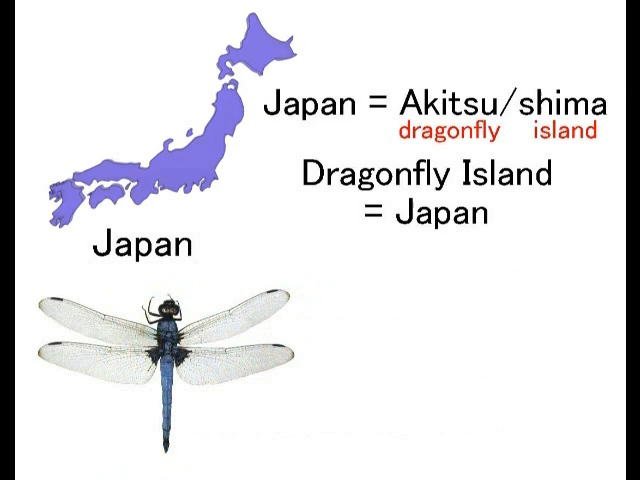 Japan = Akitsu/shima
dragonfly island
Dragonfly Island
= Japan
Japan